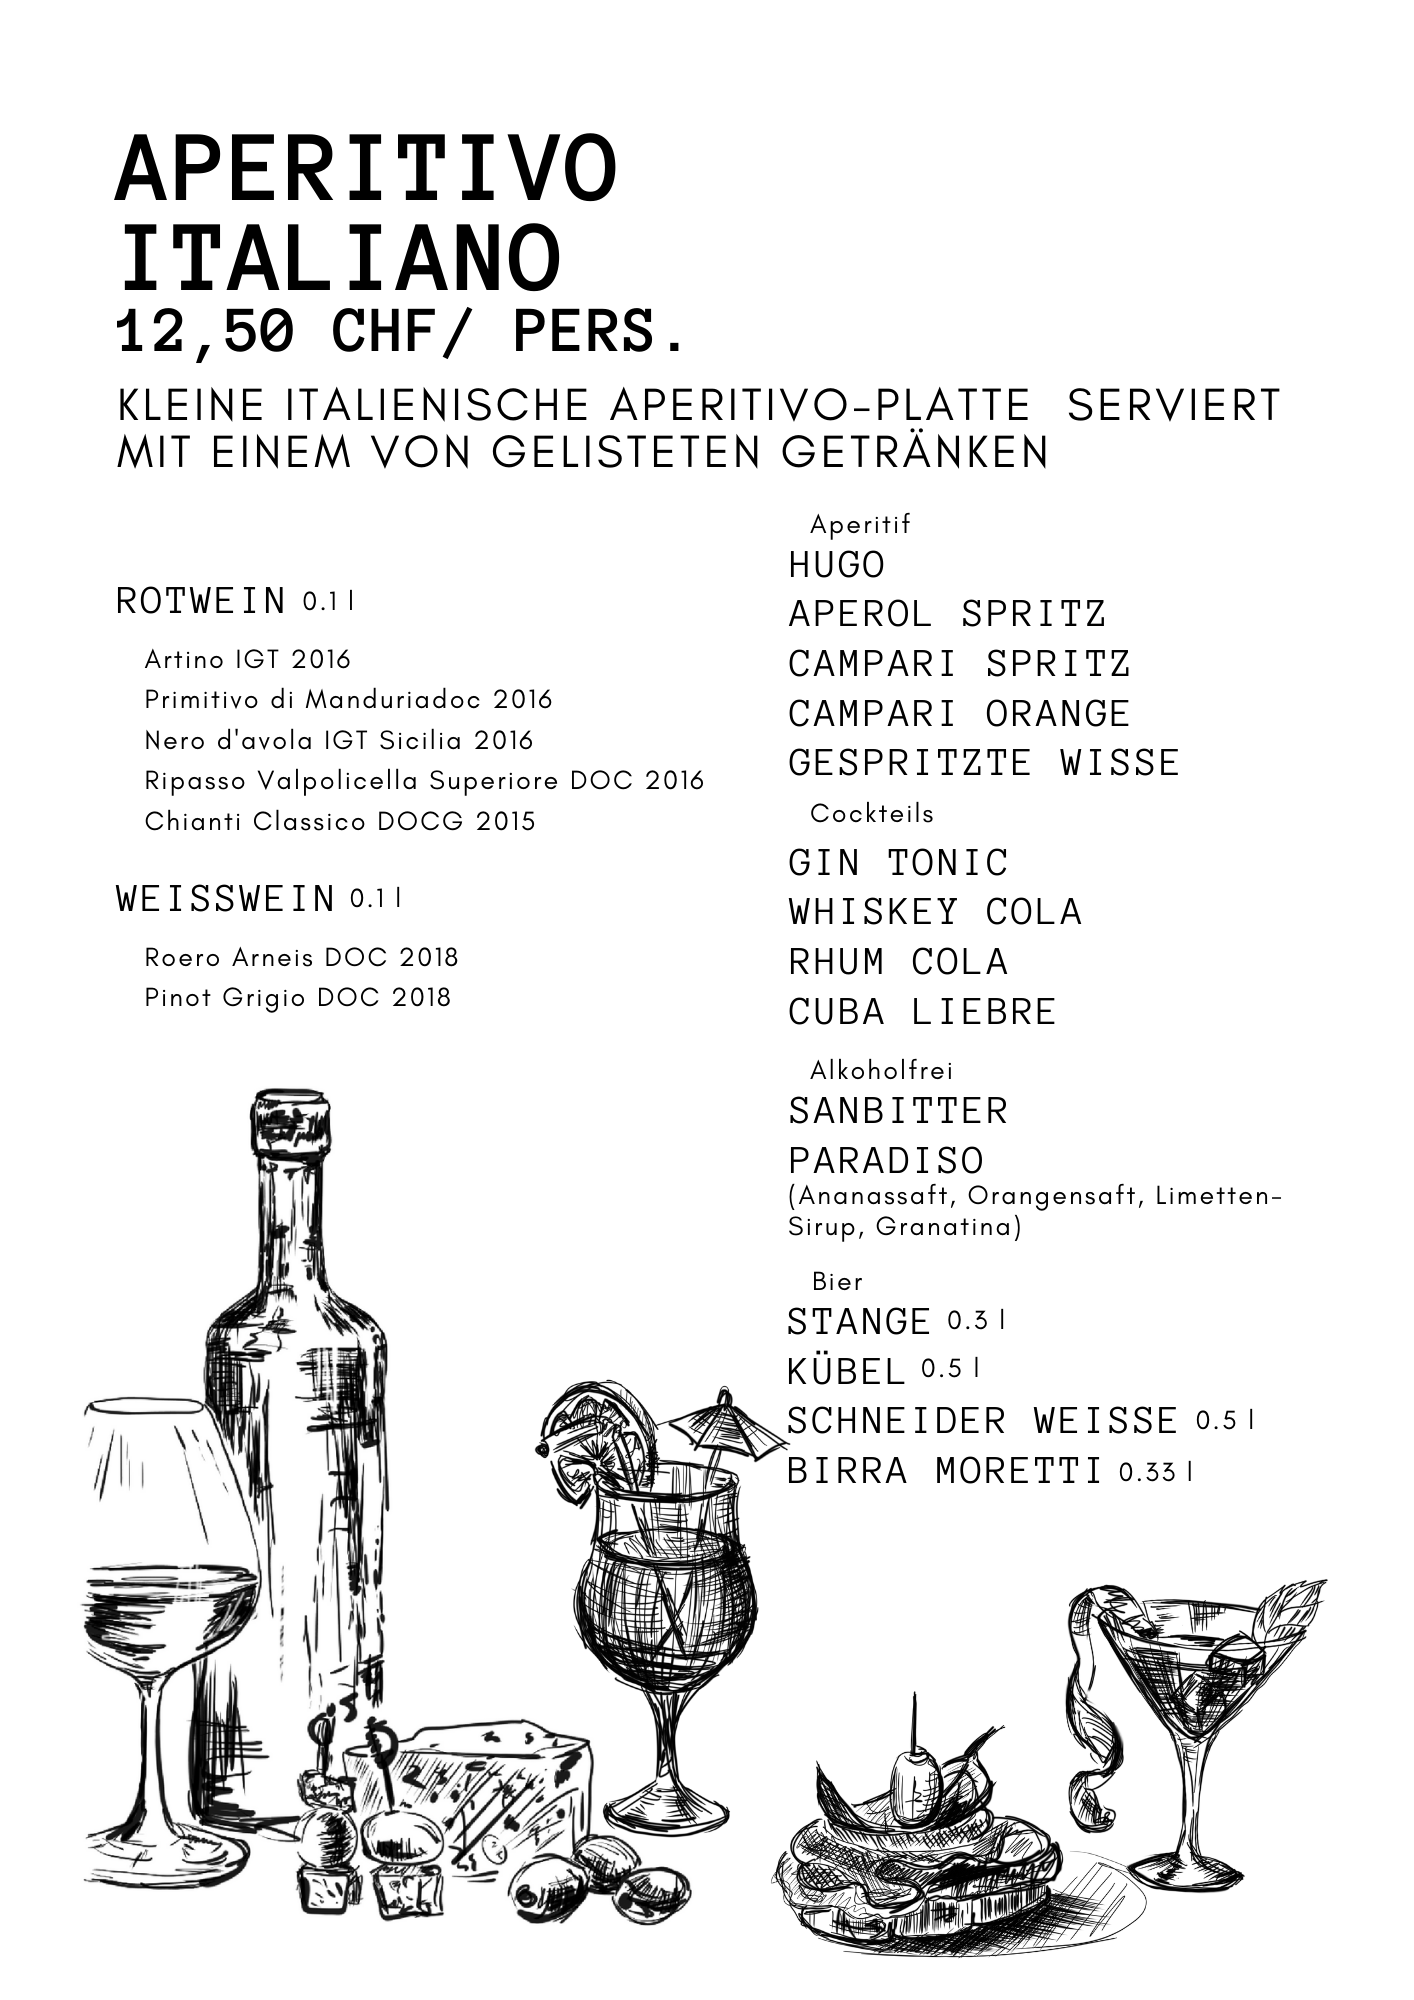 APERITIVO
ITALIANO
12,50 CHF/ PERS.
KLEINE ITALIENISCHE APERITIVO-PLATTE SERVIERT
MIT EINEM VON GELISTETEN GETRÄNKEN
ROTWEIN 0.1 l
Artino IGT 2016
Primitivo di Manduriadoc 2016
Nero d'avola IGT Sicilia 2016
Ripasso Valpolicella Superiore DOC 2016
Chianti Classico DOCG 2015
WEISSWEIN 0.1 l
Roero Arneis DOC 2018
Pinot Grigio DOC 2018
Aperitif
HUGO
APEROL SPRITZ
CAMPARI SPRITZ
CAMPARI ORANGE
GESPRITZTE WISSE
Cockteils
GIN TONIC
WHISKEY COLA
RHUM COLA
CUBA LIEBRE
Alkoholfrei
SANBITTER
PARADISO
(Ananassaft, Orangensaft, Limetten-
Sirup, Granatina)
Bier
STANGE 0.3 l
KÜBEL 0.5 l
SCHNEIDER WEISSE 0.5 l
BIRRA MORETTI 0.33 l